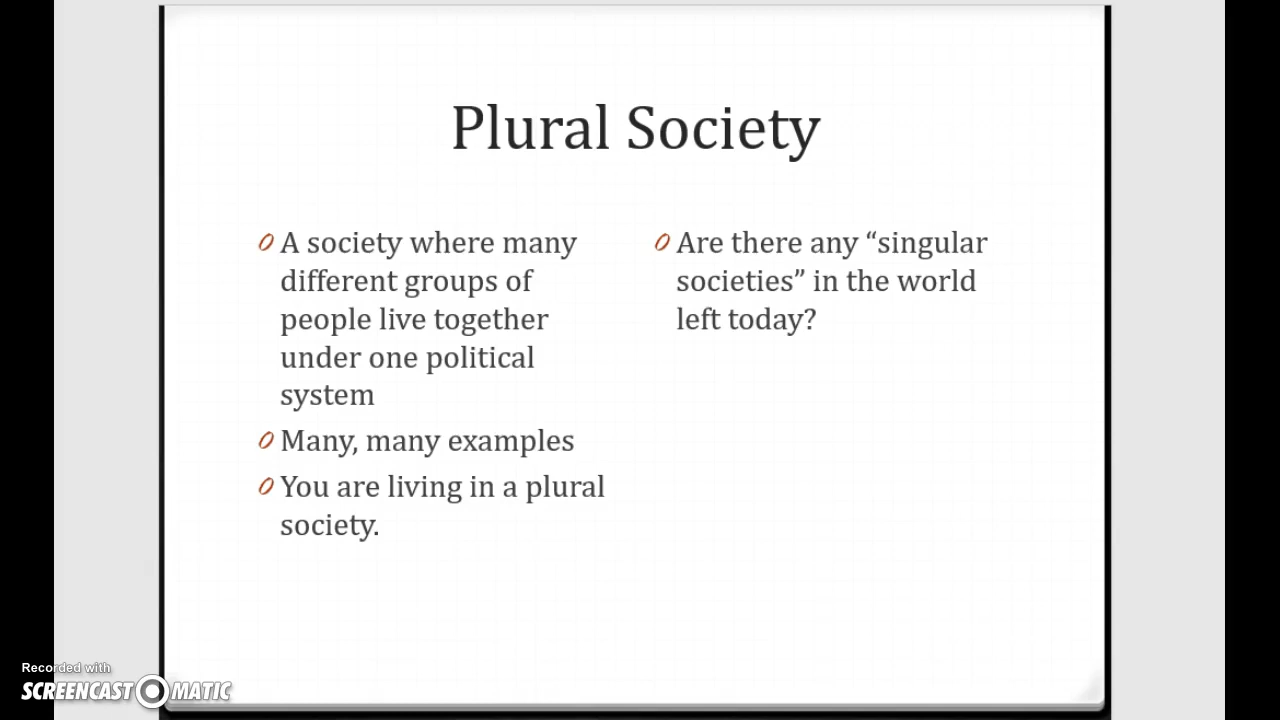 Plural Society
A society where many
different groups of
people live together
under one political
system
Many, many examples
You are living in a plural
society.
Are there any “singular
societies” in the world
left today?
Recorded with
SCREENCAST MATIC